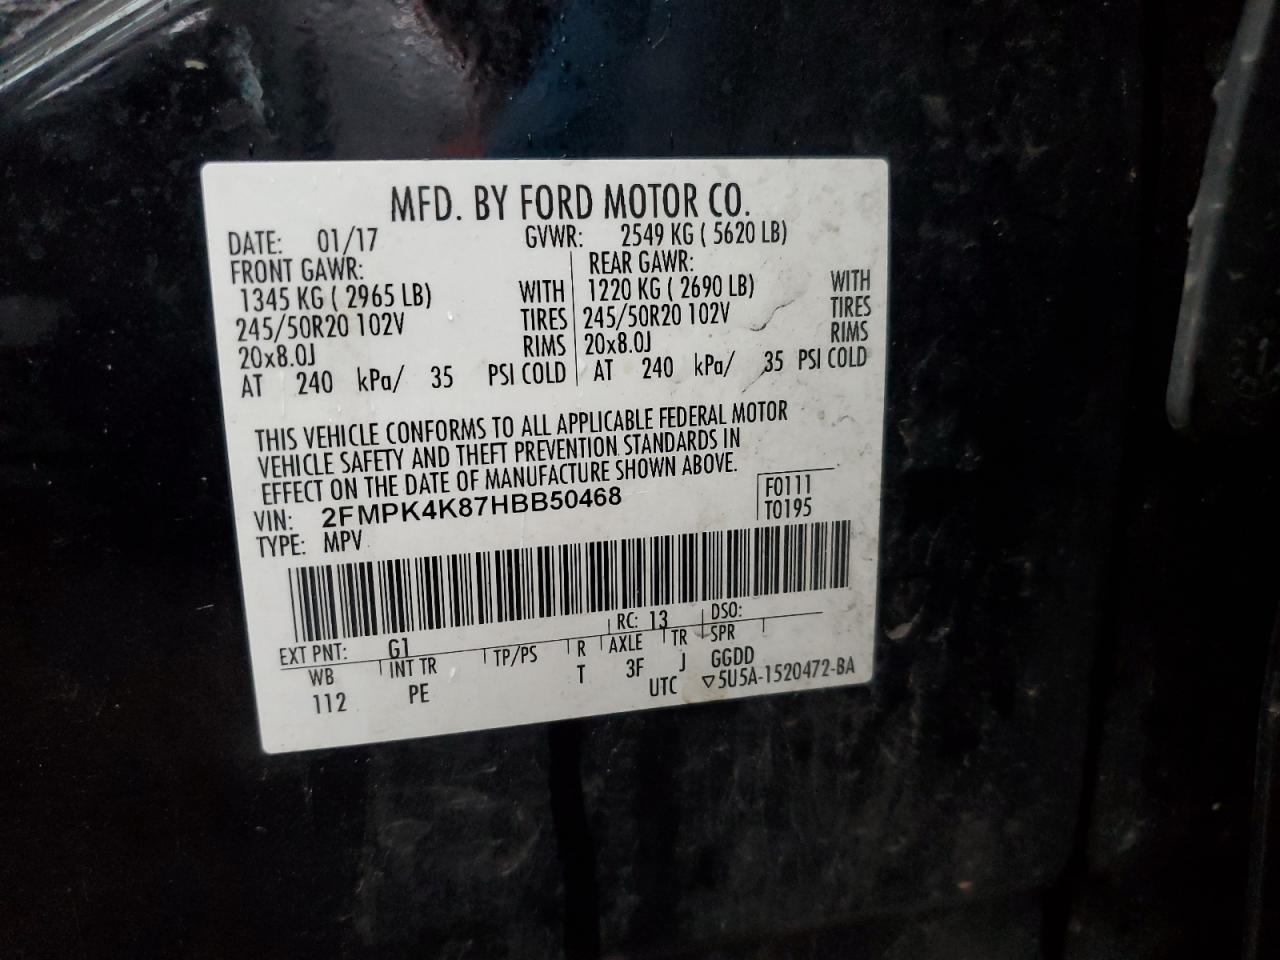 MFD. BY FORD MOTOR CO.
DATE: 01/17 GVWR: 2549 KG ( 5620 LB)
FRONT GAWR: REAR GAWR:
1345 KG ( 2965 LB) WITH 1220 KG ( 2690 LB) WITH
245/50R20 102V TIRES 245/50R20 102V TIRES
20x8.0J RIMS 20x8.0J RIMS
AT 240 kPa/ 35 PSI COLD AT 240 kPa/ 35 PSI COLD
THIS VEHICLE CONFORMS TO ALL APPLICABLE FEDERAL MOTOR
VEHICLE SAFETY AND THEFT PREVENTION STANDARDS IN
EFFECT ON THE DATE OF MANUFACTURE SHOWN ABOVE.
VIN: 2FMPK4K87HBB50468 F0111
TYPE: MPV T0195
EXT PNT: G1 RC: 13 DSO:
WB INT TR TP/PS R AXLE TR SPR
112 PE T 3F J GGDD
UTC ▽5U5A-1520472-BA